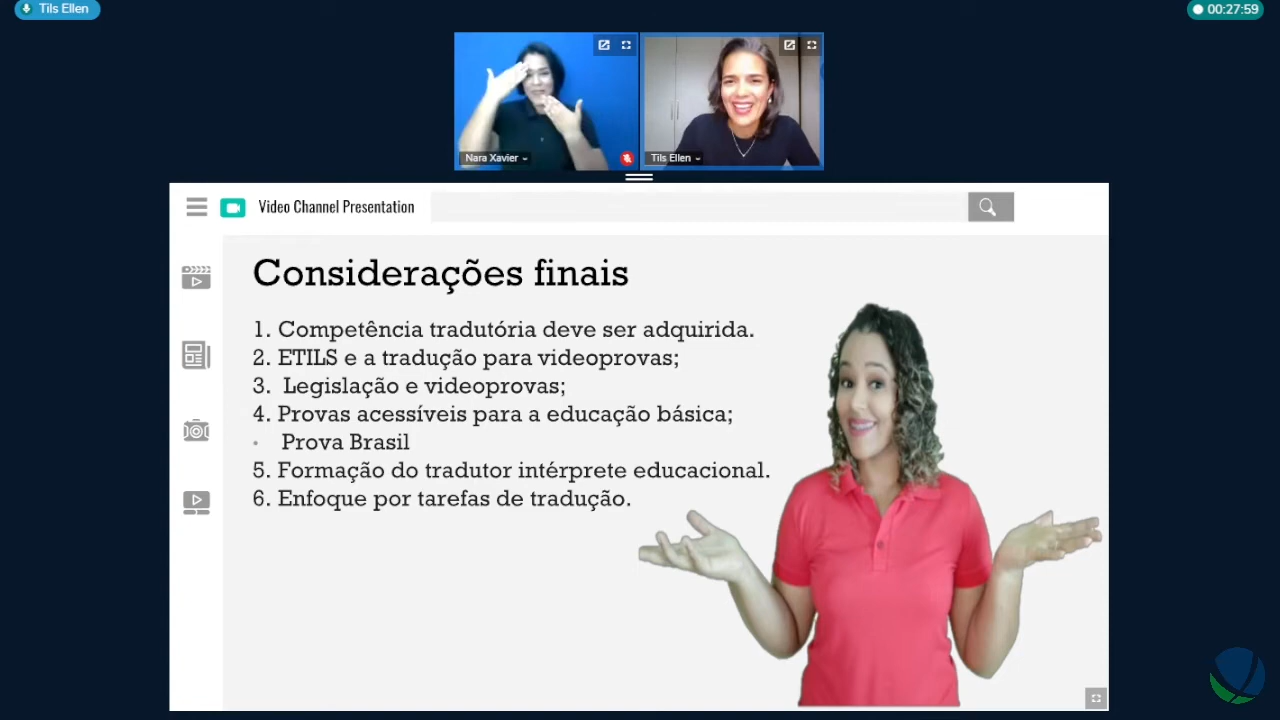 Tils Ellen
00:27:59
Nara Xavier
Tils Ellen
Video Channel Presentation
Considerações finais
1. Competência tradutória deve ser adquirida.
2. ETILS e a tradução para videoprovas;
3. Legislação e videoprovas;
4. Provas acessíveis para a educação básica;
• Prova Brasil
5. Formação do tradutor intérprete educacional.
6. Enfoque por tarefas de tradução.